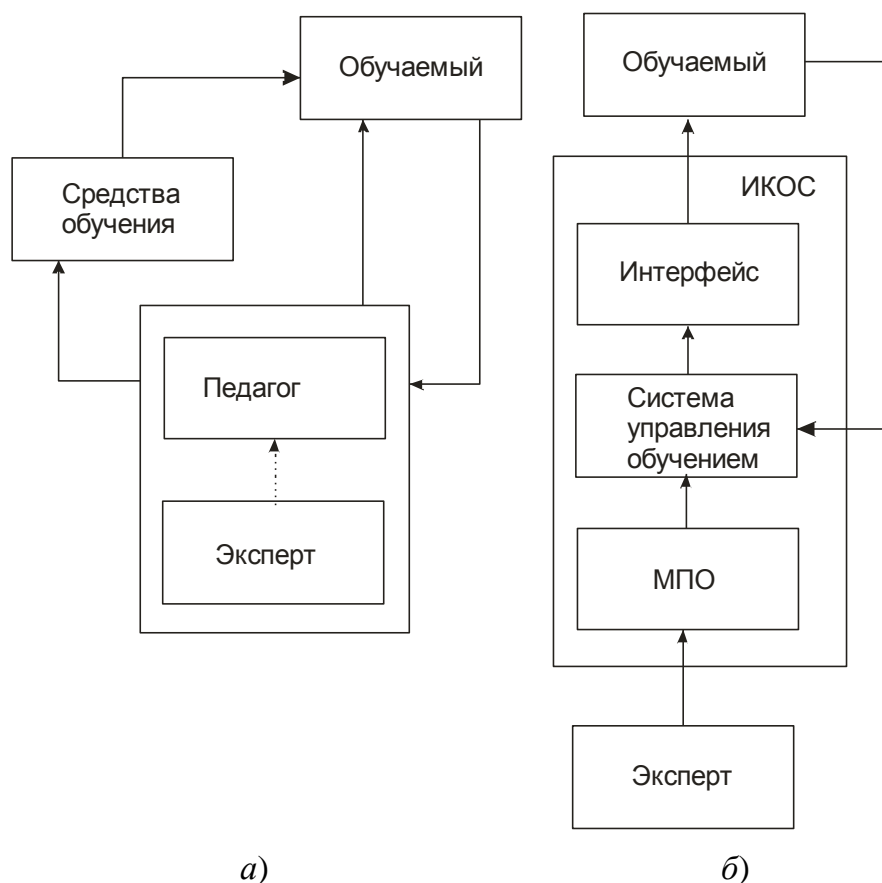 Обучаемый
Средства
обучения
Педагог
Эксперт
а)
Обучаемый
ИКОС
Интерфейс
Система
управления
обучением
МПО
Эксперт
б)